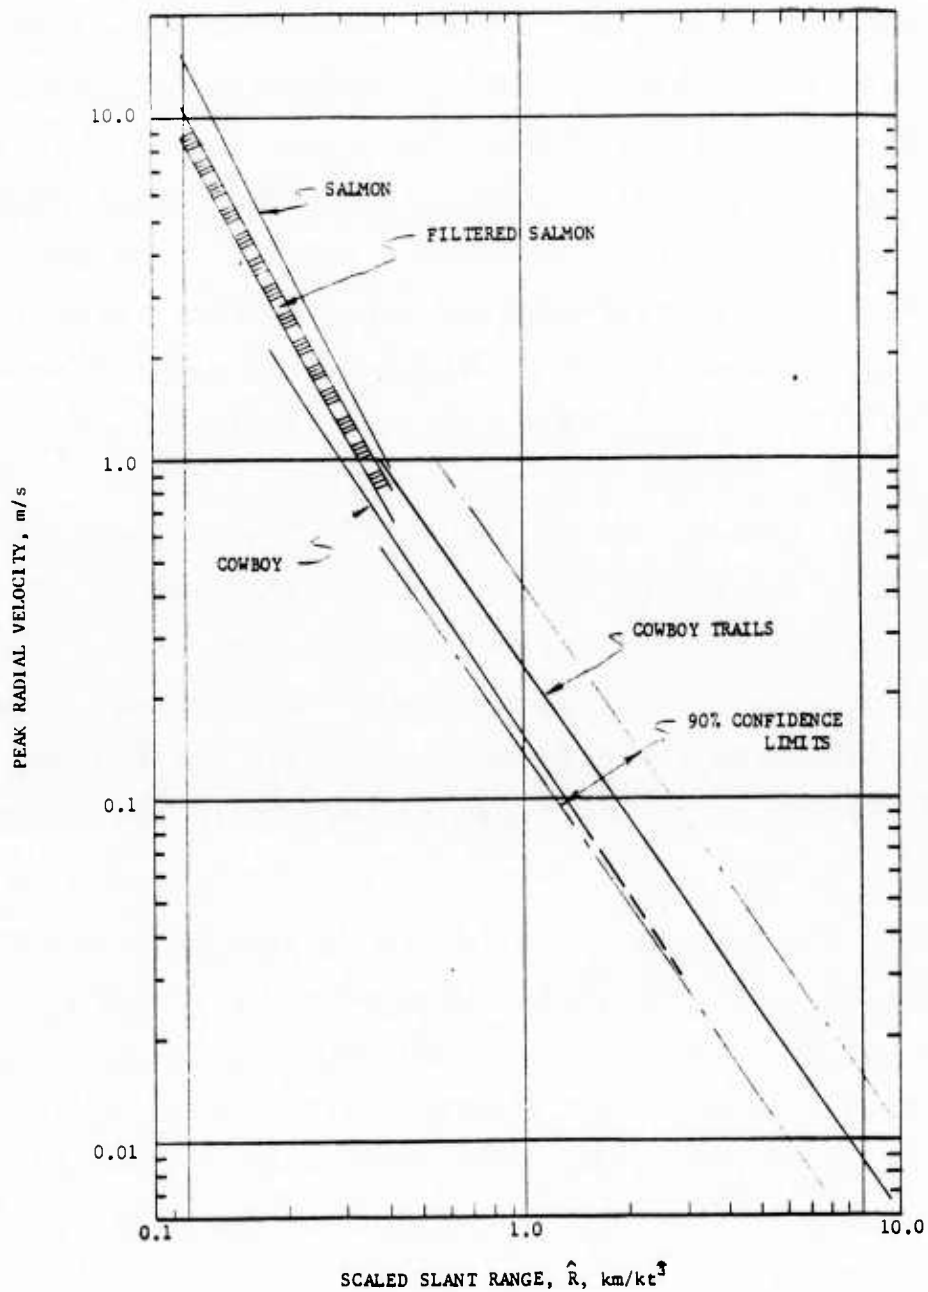 10.0
SALMON
FILTERED SALMON
1.0
COWBOY
COWBOY TRAILS
90% CONFIDENCE
LIMITS
0.1
0.01
0.1
1.0
10.0
PEAK RADIAL VELOCITY, m/s
SCALED SLANT RANGE, R̂, km/kt